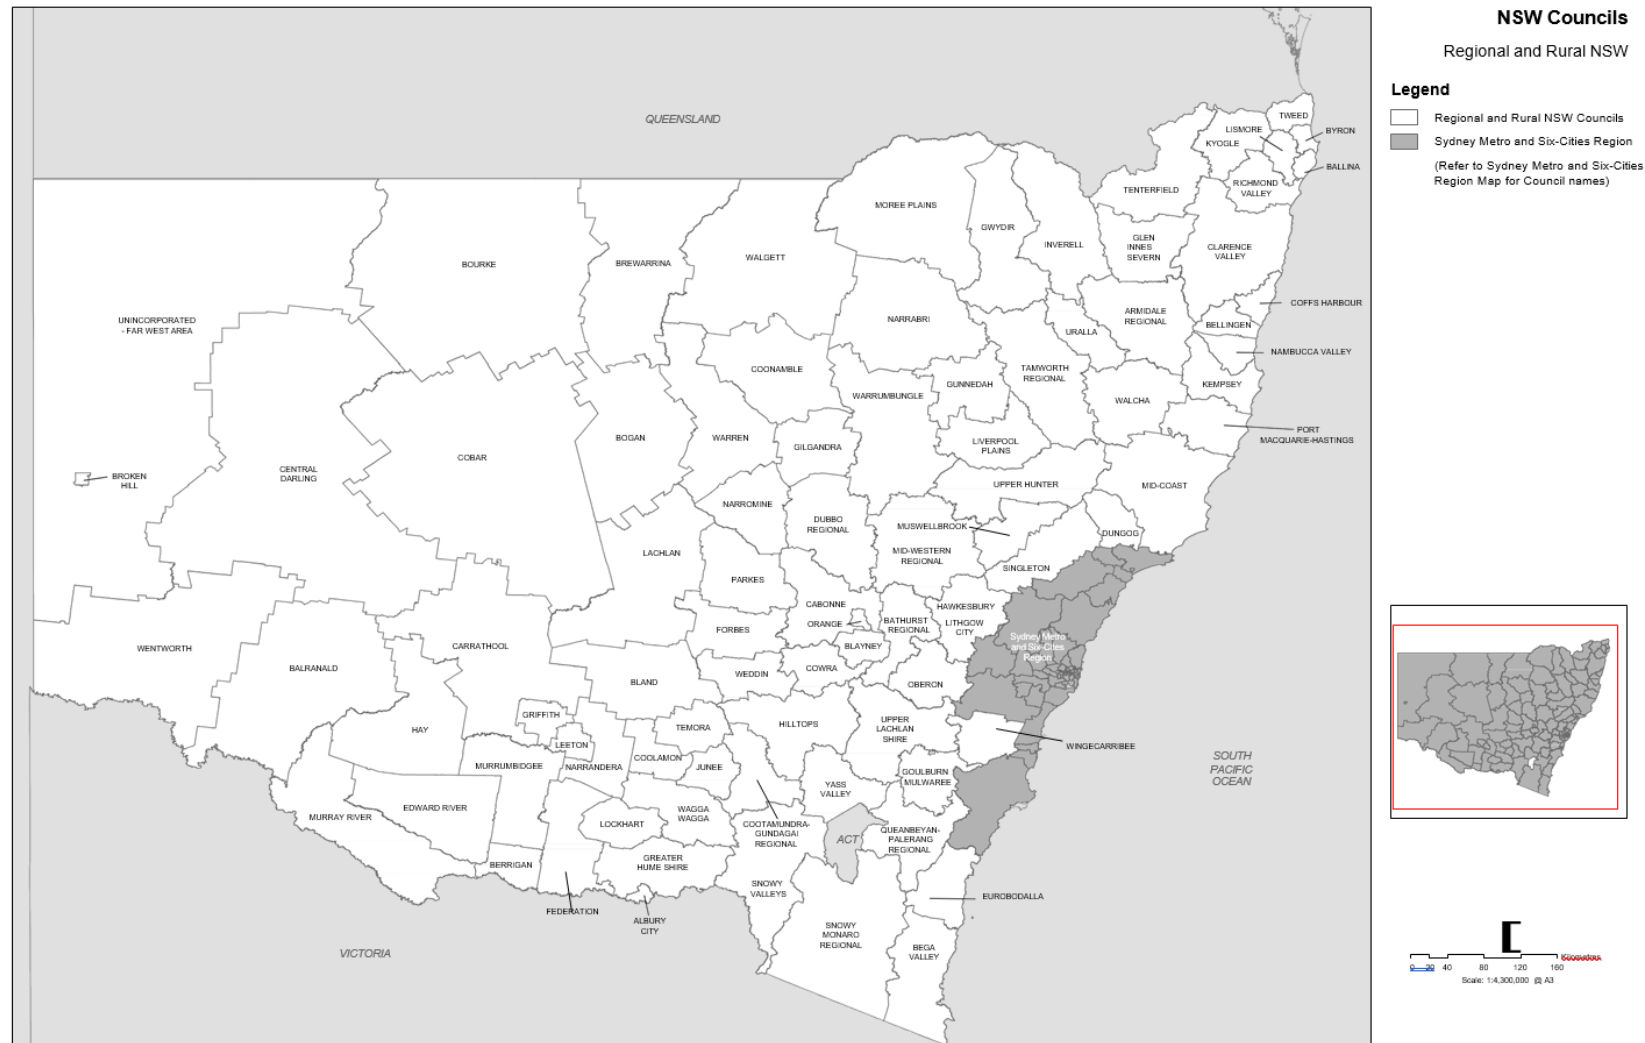 NSW Councils
Regional and Rural NSW
Legend
Regional and Rural NSW Councils
Sydney Metro and Six-Cities Region
(Refer to Sydney Metro and Six-Cities
Region Map for Council names)
QUEENSLAND
TWEED
LISMORE
BYRON
KYOGLE
BALLINA
RICHMOND
VALLEY
TENTERFIELD
MOREE PLAINS
GWYDIR
INVERELL
GLEN
INNES
SEVERN
CLARENCE
VALLEY
WALGETT
BREWARRINA
BOURKE
COFFS HARBOUR
ARMIDALE
REGIONAL
BELLINGEN
UNINCORPORATED
- FAR WEST AREA
NARRABRI
URALLA
NAMBUCCA VALLEY
COONAMBLE
TAMWORTH
REGIONAL
GUNNEDAH
KEMPSEY
WARRUMBUNGLE
WALCHA
PORT
MACQUARIE-HASTINGS
BOGAN
WARREN
GILGANDRA
LIVERPOOL
PLAINS
COBAR
CENTRAL
DARLING
BROKEN
HILL
UPPER HUNTER
MID-COAST
NARROMINE
DUBBO
REGIONAL
MUSWELLBROOK
DUNGOG
LACHLAN
MID-WESTERN
REGIONAL
SINGLETON
PARKES
CABONNE
HAWKESBURY
ORANGE
BATHURST
REGIONAL
LITHGOW
CITY
FORBES
Sydney Metro
and Six-Cities
Region
WENTWORTH
CARRATHOOL
BLAYNEY
BALRANALD
WEDDIN
COWRA
BLAND
OBERON
GRIFFITH
HAY
TEMORA
HILLTOPS
UPPER
LACHLAN
SHIRE
LEETON
WINGECARRIBEE
COOLAMON
MURRUMBIDGEE
NARRANDERA
JUNEE
GOULBURN
MULWAREE
YASS
VALLEY
SOUTH
PACIFIC
OCEAN
EDWARD RIVER
MURRAY RIVER
WAGGA
WAGGA
LOCKHART
COOTAMUNDRA-
GUNDAGAI
REGIONAL
ACT
QUEANBEYAN-
PALERANG
REGIONAL
BERRIGAN
GREATER
HUME SHIRE
SNOWY
VALLEYS
EUROBODALLA
FEDERATION
ALBURY
CITY
SNOWY
MONARO
REGIONAL
BEGA
VALLEY
VICTORIA
Kilometres
0 20 40 80 120 160
Scale: 1:4,300,000 @ A3